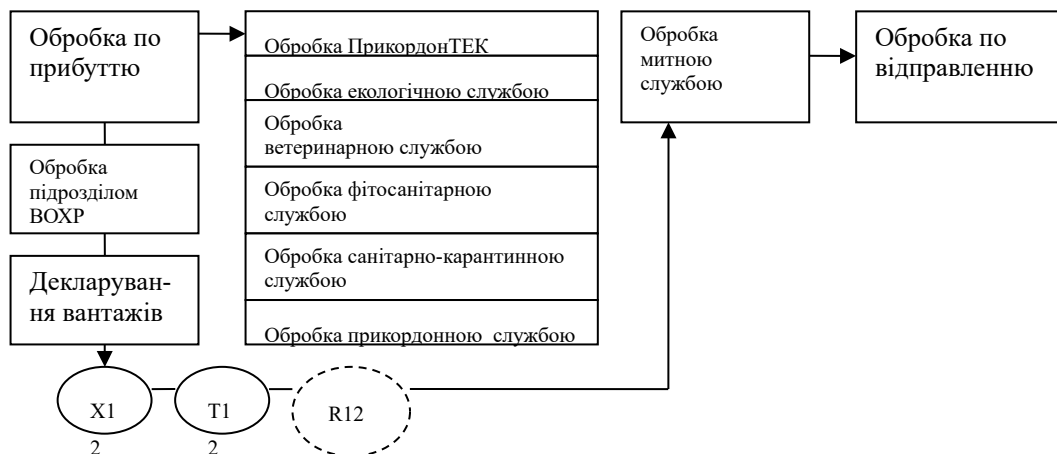 Обробка по
прибуттю
Обробка
підрозділом
ВОХР
Декларуван-
ня вантажів
Обробка ПрикордонТЕК
Обробка екологічною службою
Обробка
ветеринарною службою
Обробка фітосанітарною
службою
Обробка санітарно-карантинною
службою
Обробка прикордонною службою
Обробка
митною
службою
Обробка по
відправленню
X1
2
T1
2
R12